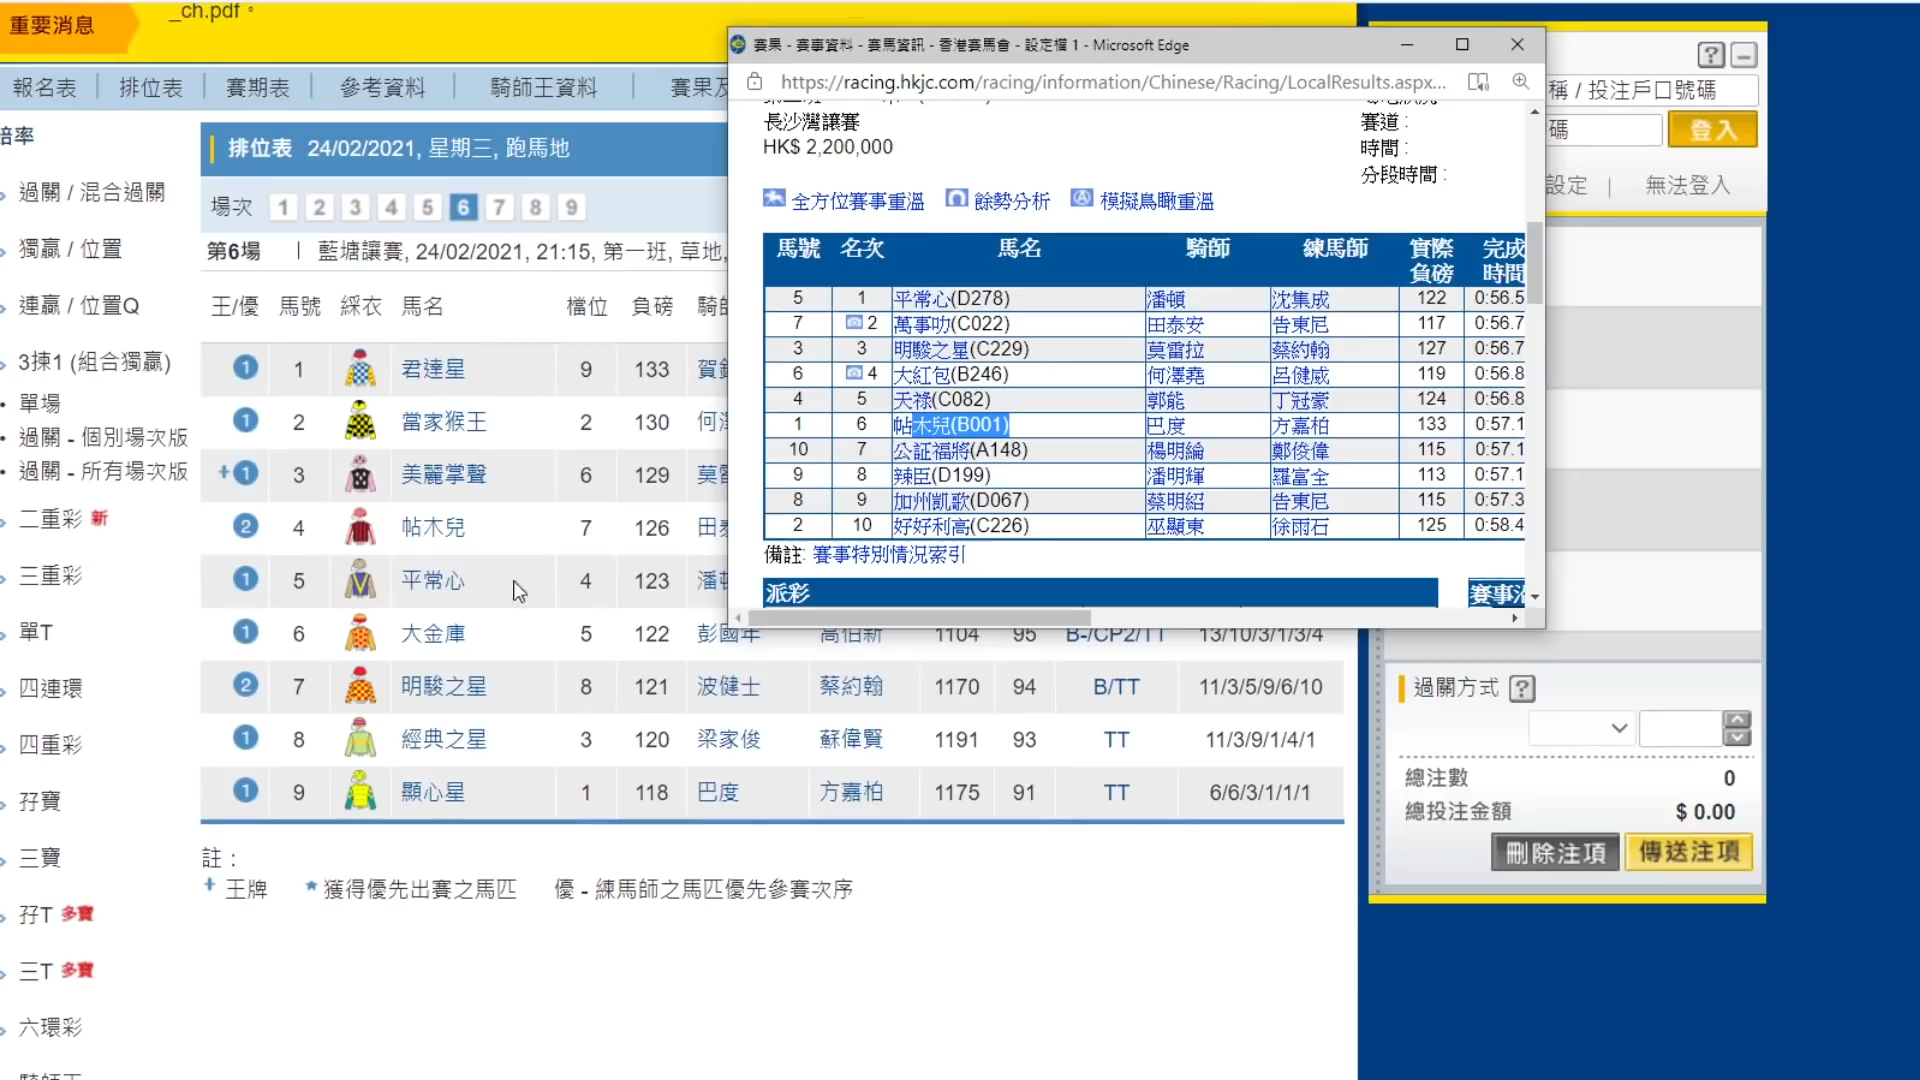 重要消息
_ch.pdf。
報名表 排位表 賽期表 參考資料 騎師王資料 賽果及
賠率
過關 / 混合過關
獨贏 / 位置
連贏 / 位置Q
3揀1 (組合獨贏)
單場
過關 - 個別場次版
過關 - 所有場次版
二重彩 新
三重彩
單T
四連環
四重彩
孖寶
三寶
孖T 多寶
三T 多寶
六環彩
排位表 24/02/2021, 星期三, 跑馬地
場次 1 2 3 4 5 6 7 8 9
第6場 | 藍塘讓賽, 24/02/2021, 21:15, 第一班, 草地,
王/優 馬號 綵衣 馬名 檔位 負磅 騎師
1 1 君達星 9 133 賀
1 2 當家猴王 2 130 何
+1 3 美麗掌聲 6 129 莫
2 4 帖木兒 7 126 田
1 5 平常心 4 123 潘
1 6 大金庫 5 122 彭國年 高伯新 1104 95 B-/CP2/TT 13/10/3/1/3/4
2 7 明駿之星 8 121 波健士 蔡約翰 1170 94 B/TT 11/3/5/9/6/10
1 8 經典之星 3 120 梁家俊 蘇偉賢 1191 93 TT 11/3/9/1/4/1
1 9 顯心星 1 118 巴度 方嘉柏 1175 91 TT 6/6/3/1/1/1
註 :
+ 王牌 ★ 獲得優先出賽之馬匹 優 - 練馬師之馬匹優先參賽次序
賽果 - 賽事資料 - 賽馬資訊 - 香港賽馬會 - 設定檔 1 - Microsoft Edge
https://racing.hkjc.com/racing/information/Chinese/Racing/LocalResults.aspx...
長沙灣讓賽
HK$ 2,200,000
賽道 :
時間 :
分段時間 :
全方位賽事重溫 餘勢分析 模擬鳥瞰重溫
馬號 名次 馬名 騎師 練馬師 實際負磅 完成時間
5 1 平常心(D278) 潘頓 沈集成 122 0:56.5
7 2 萬事叻(C022) 田泰安 告東尼 117 0:56.7
3 3 明駿之星(C229) 莫雷拉 蔡約翰 127 0:56.7
6 4 大紅包(B246) 何澤堯 呂健威 119 0:56.8
4 5 天祿(C082) 郭能 丁冠豪 124 0:56.8
1 6 帖木兒(B001) 巴度 方嘉柏 133 0:57.1
10 7 公証福將(A148) 楊明綸 鄭俊偉 115 0:57.1
9 8 辣臣(D199) 潘明輝 羅富全 113 0:57.1
8 9 加州凱歌(D067) 蔡明紹 告東尼 115 0:57.3
2 10 好好利高(C226) 巫顯東 徐雨石 125 0:58.4
備註: 賽事特別情況索引
派彩
賽事
稱 / 投注戶口號碼
碼 登入
設定 | 無法登入
過關方式 ?
總注數 0
總投注金額 $ 0.00
刪除注項 傳送注項